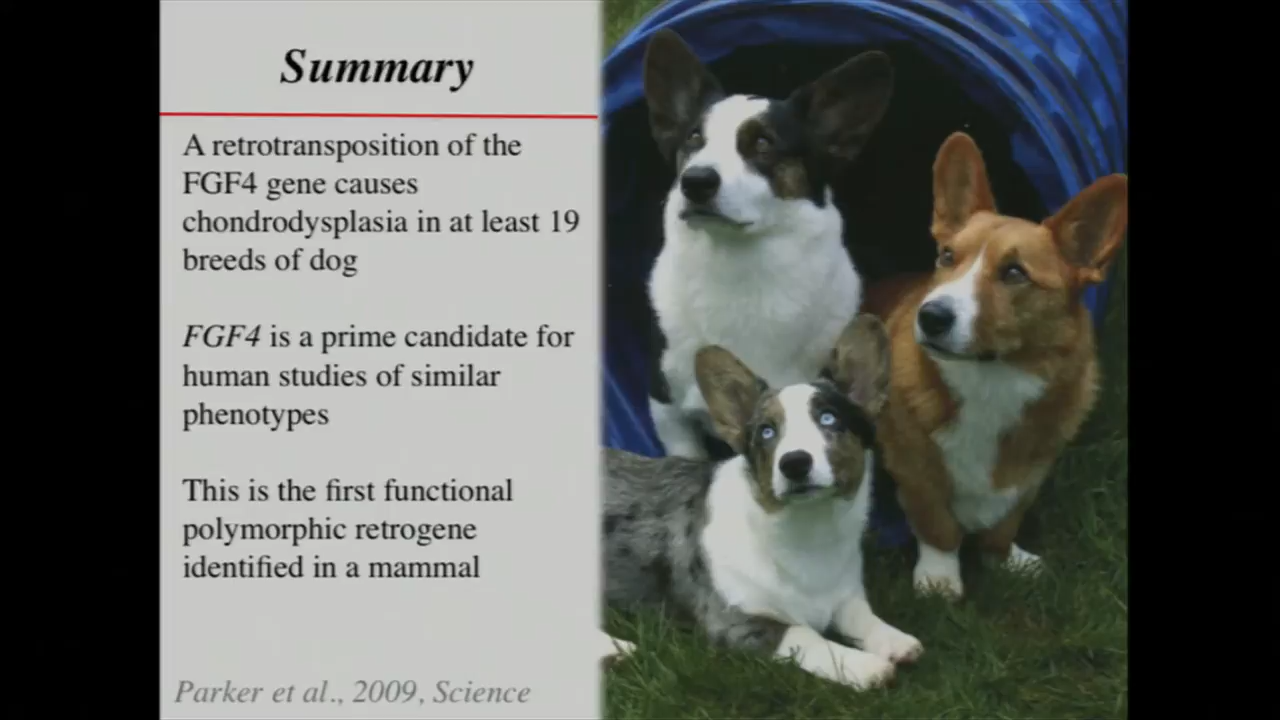 Summary
A retrotransposition of the
FGF4 gene causes
chondrodysplasia in at least 19
breeds of dog
FGF4 is a prime candidate for
human studies of similar
phenotypes
This is the first functional
polymorphic retrogene
identified in a mammal
Parker et al., 2009, Science